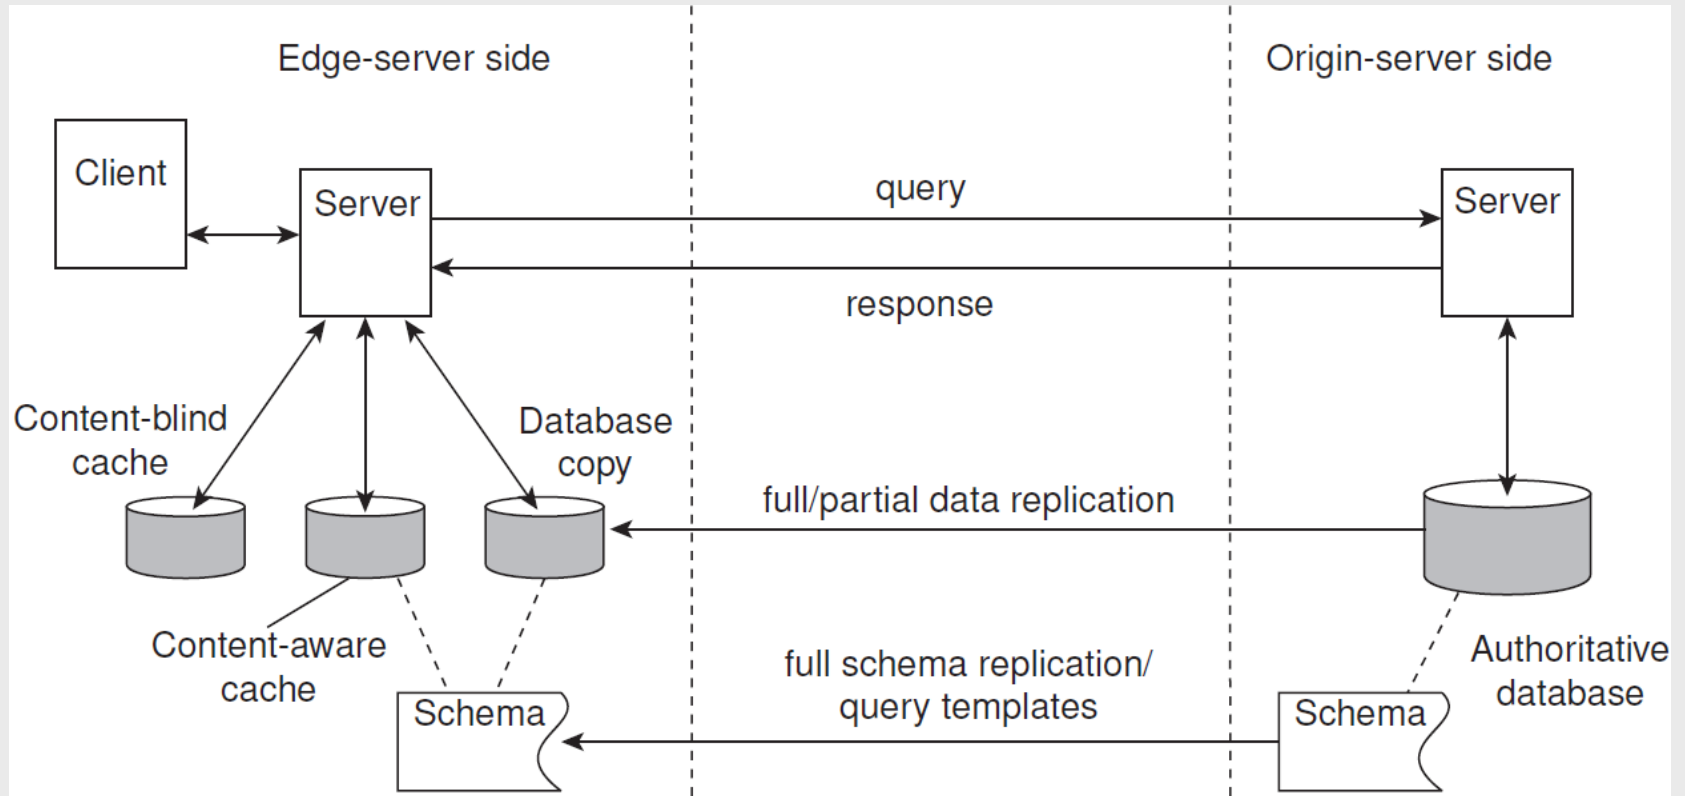 Edge-server side
Origin-server side
Client
Server
query
Server
response
Content-blind
cache
Database
copy
full/partial data replication
Content-aware
cache
full schema replication/
query templates
Authoritative
database
Schema
Schema